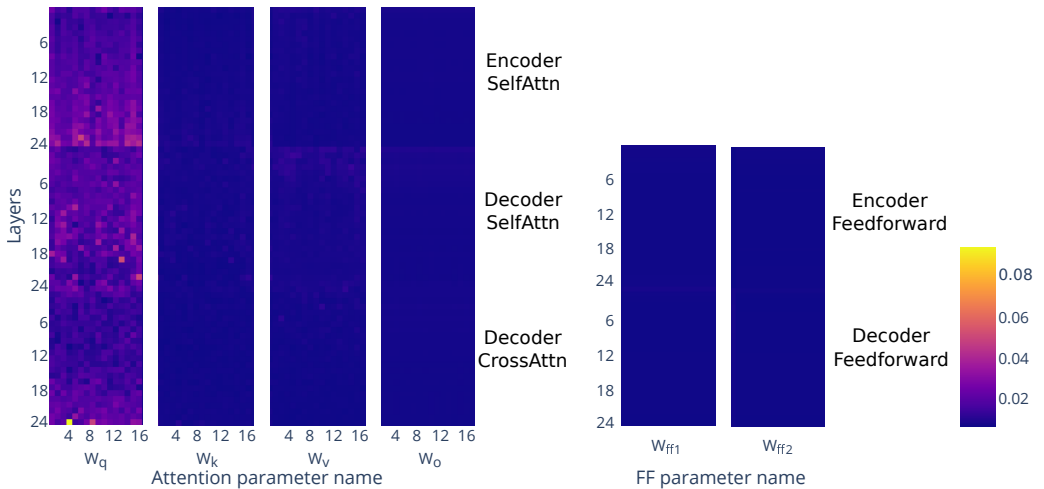 6
12
18
24
6
12
18
24
6
12
18
24
Layers
4 8 12 16
4 8 12 16
4 8 12 16
4 8 12 16
Wq
Wk
Wv
Wo
Attention parameter name
Encoder
SelfAttn
Decoder
SelfAttn
Decoder
CrossAttn
6
12
18
24
6
12
18
24
Wff1
Wff2
FF parameter name
Encoder
Feedforward
Decoder
Feedforward
0.08
0.06
0.04
0.02